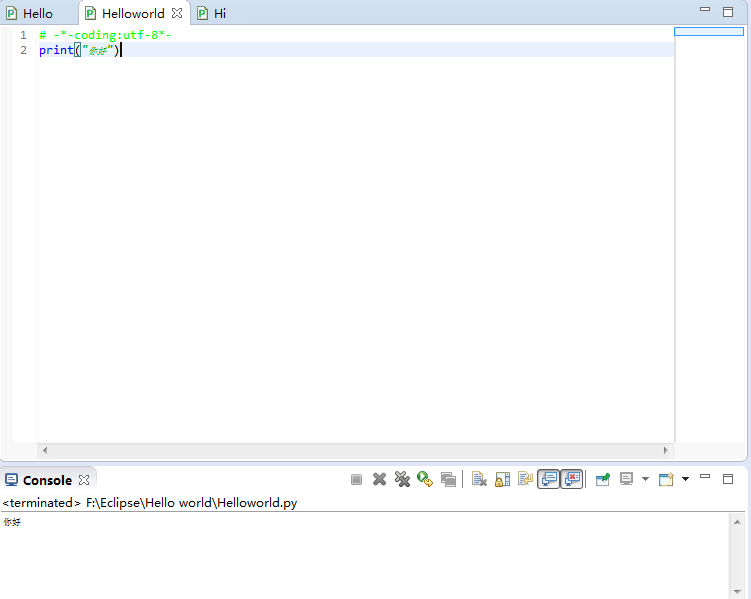 Hello Helloworld Hi
1 # -*-coding:utf-8*-
2 print("你好")
Console
<terminated> F:\Eclipse\Hello world\Helloworld.py
你好